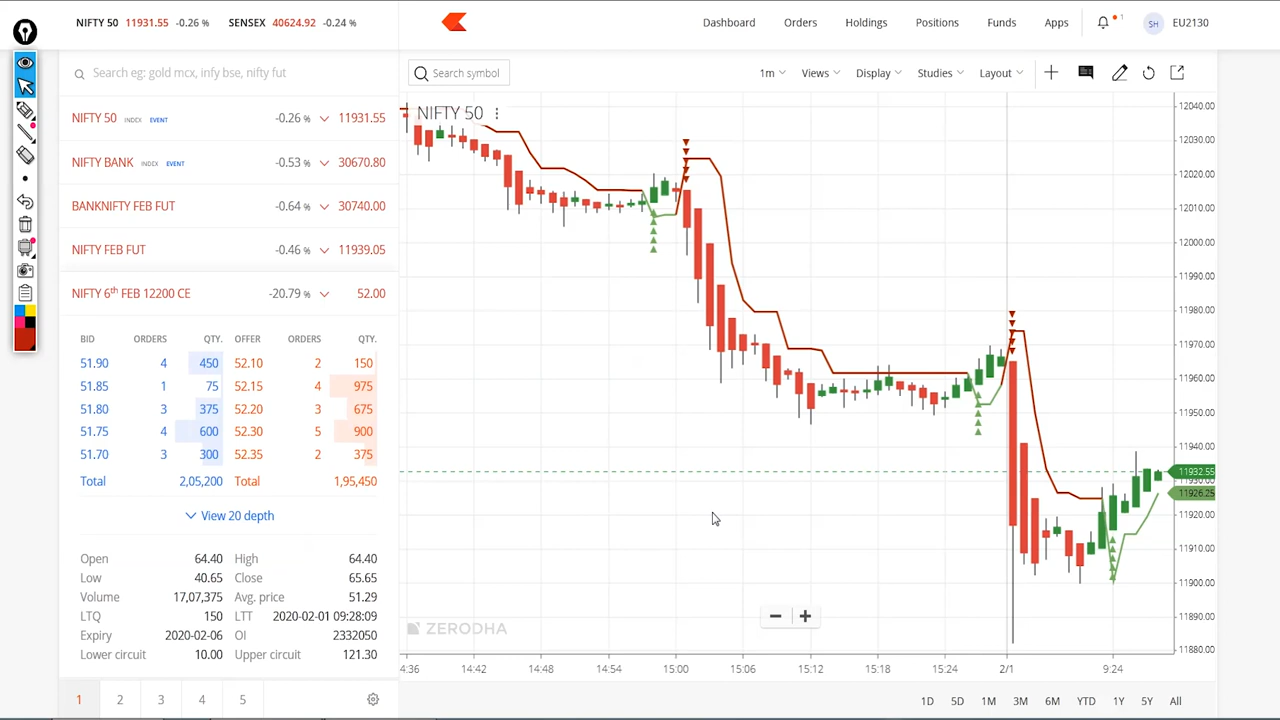 NIFTY 50 11931.55 -0.26 % SENSEX 40624.92 -0.24 %
Dashboard Orders Holdings Positions Funds Apps 1 SH EU2130
Search eg: gold mcx, infy bse, nifty fut
NIFTY 50 INDEX EVENT -0.26 % 11931.55
NIFTY BANK INDEX EVENT -0.53 % 30670.80
BANKNIFTY FEB FUT -0.64 % 30740.00
NIFTY FEB FUT -0.46 % 11939.05
NIFTY 6th FEB 12200 CE -20.79 % 52.00
BID ORDERS QTY. OFFER ORDERS QTY.
51.90 4 450 52.10 2 150
51.85 1 75 52.15 4 975
51.80 3 375 52.20 3 675
51.75 4 600 52.30 5 900
51.70 3 300 52.35 2 375
Total 2,05,200 Total 1,95,450
View 20 depth
Open 64.40 High 64.40
Low 40.65 Close 65.65
Volume 17,07,375 Avg. price 51.29
LTQ 150 LTT 2020-02-01 09:28:09
Expiry 2020-02-06 OI 2332050
Lower circuit 10.00 Upper circuit 121.30
1 2 3 4 5
Search symbol 1m Views Display Studies Layout
NIFTY 50
12040.00
12030.00
12020.00
12010.00
12000.00
11990.00
11980.00
11970.00
11960.00
11950.00
11940.00
11932.55
11930.00
11926.25
11920.00
11910.00
11900.00
11890.00
11880.00
ZERODHA
4:36 14:42 14:48 14:54 15:00 15:06 15:12 15:18 15:24 2/1 9:24
1D 5D 1M 3M 6M YTD 1Y 5Y All